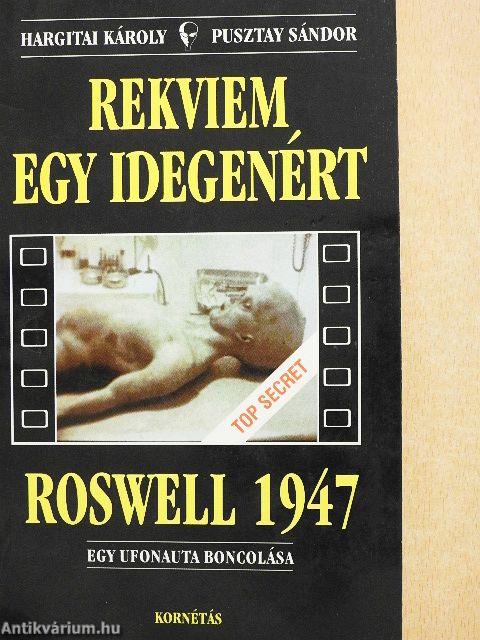 HARGITAI KÁROLY PUSZTAY SÁNDOR
REKVIEM
EGY IDEGENÉRT
TOP SECRET
ROSWELL 1947
EGY UFONAUTA BONCOLÁSA
KORNÉTÁS
Antikvárium.hu